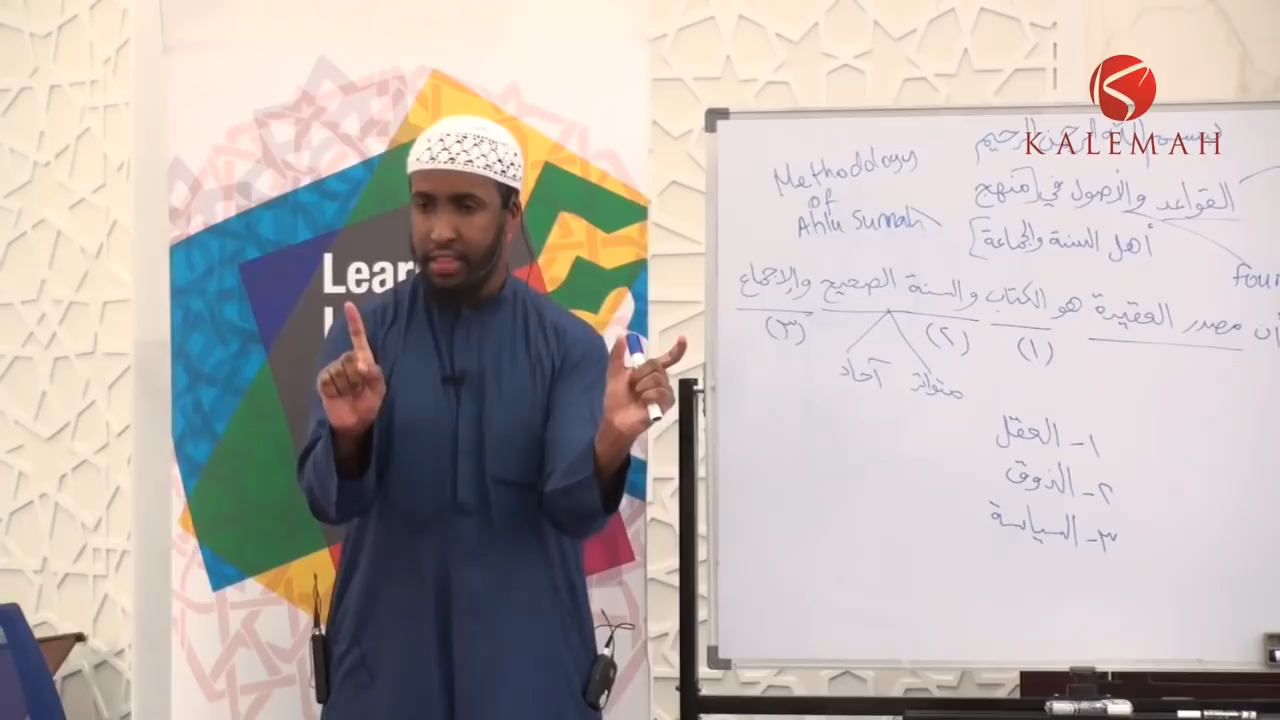 KALEMAH
Lear
بسم الله الرحمن الرحيم
Methodology
of
Ahlu Sunnah
القواعد والأصول في [منهج
أهل السنة والجماعة]
four
أن مصدر العقيدة هو الكتاب والسنة الصحيح والإجماع
(١) (٢) (٣)
متواتر آحاد
١- العقل
٢- الذوق
٣- السياسة